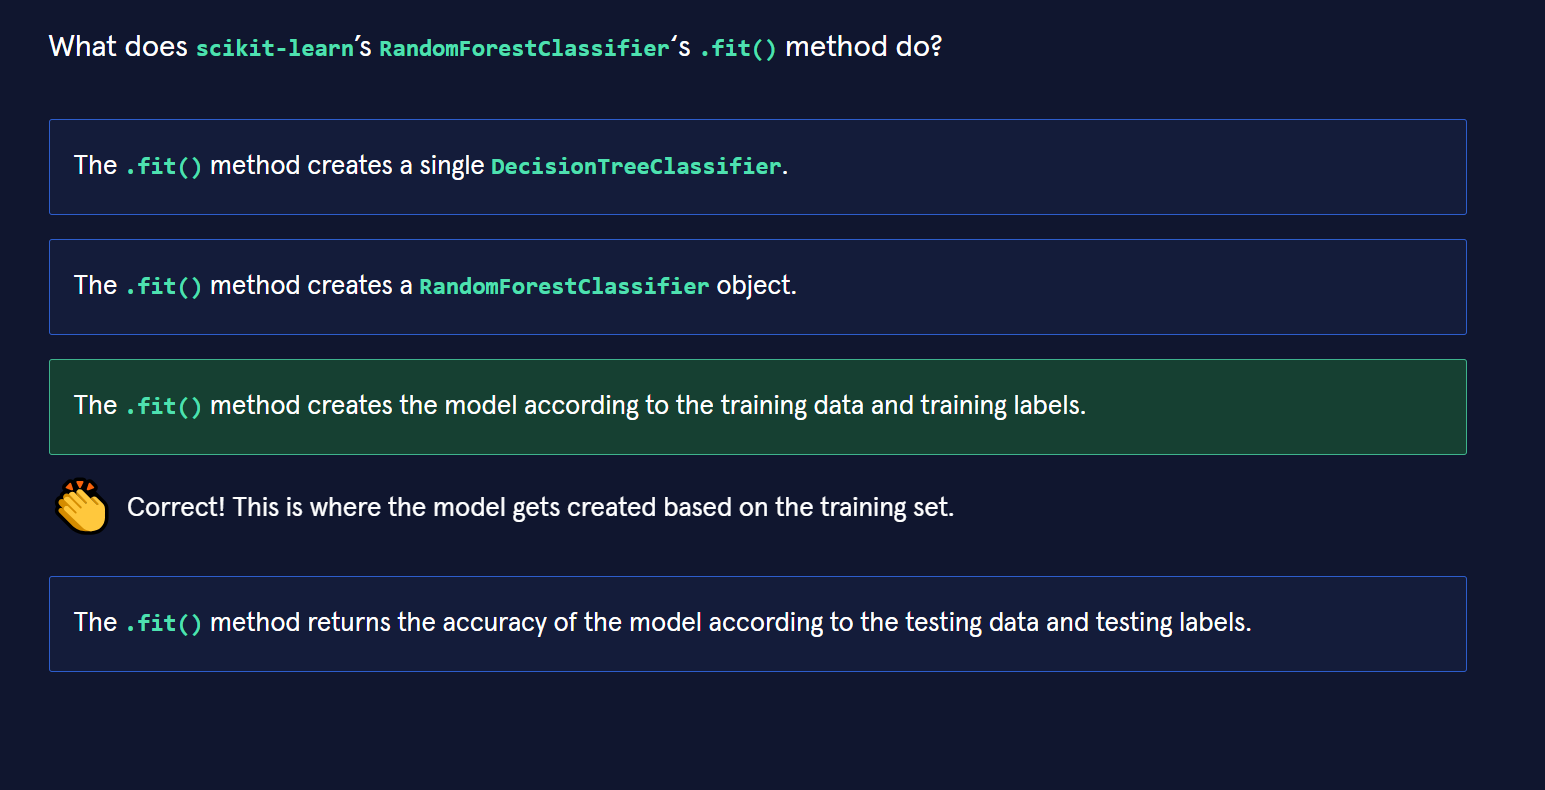 What does scikit-learn’s RandomForestClassifier‘s .fit() method do?
The .fit() method creates a single DecisionTreeClassifier.
The .fit() method creates a RandomForestClassifier object.
The .fit() method creates the model according to the training data and training labels.
Correct! This is where the model gets created based on the training set.
The .fit() method returns the accuracy of the model according to the testing data and testing labels.